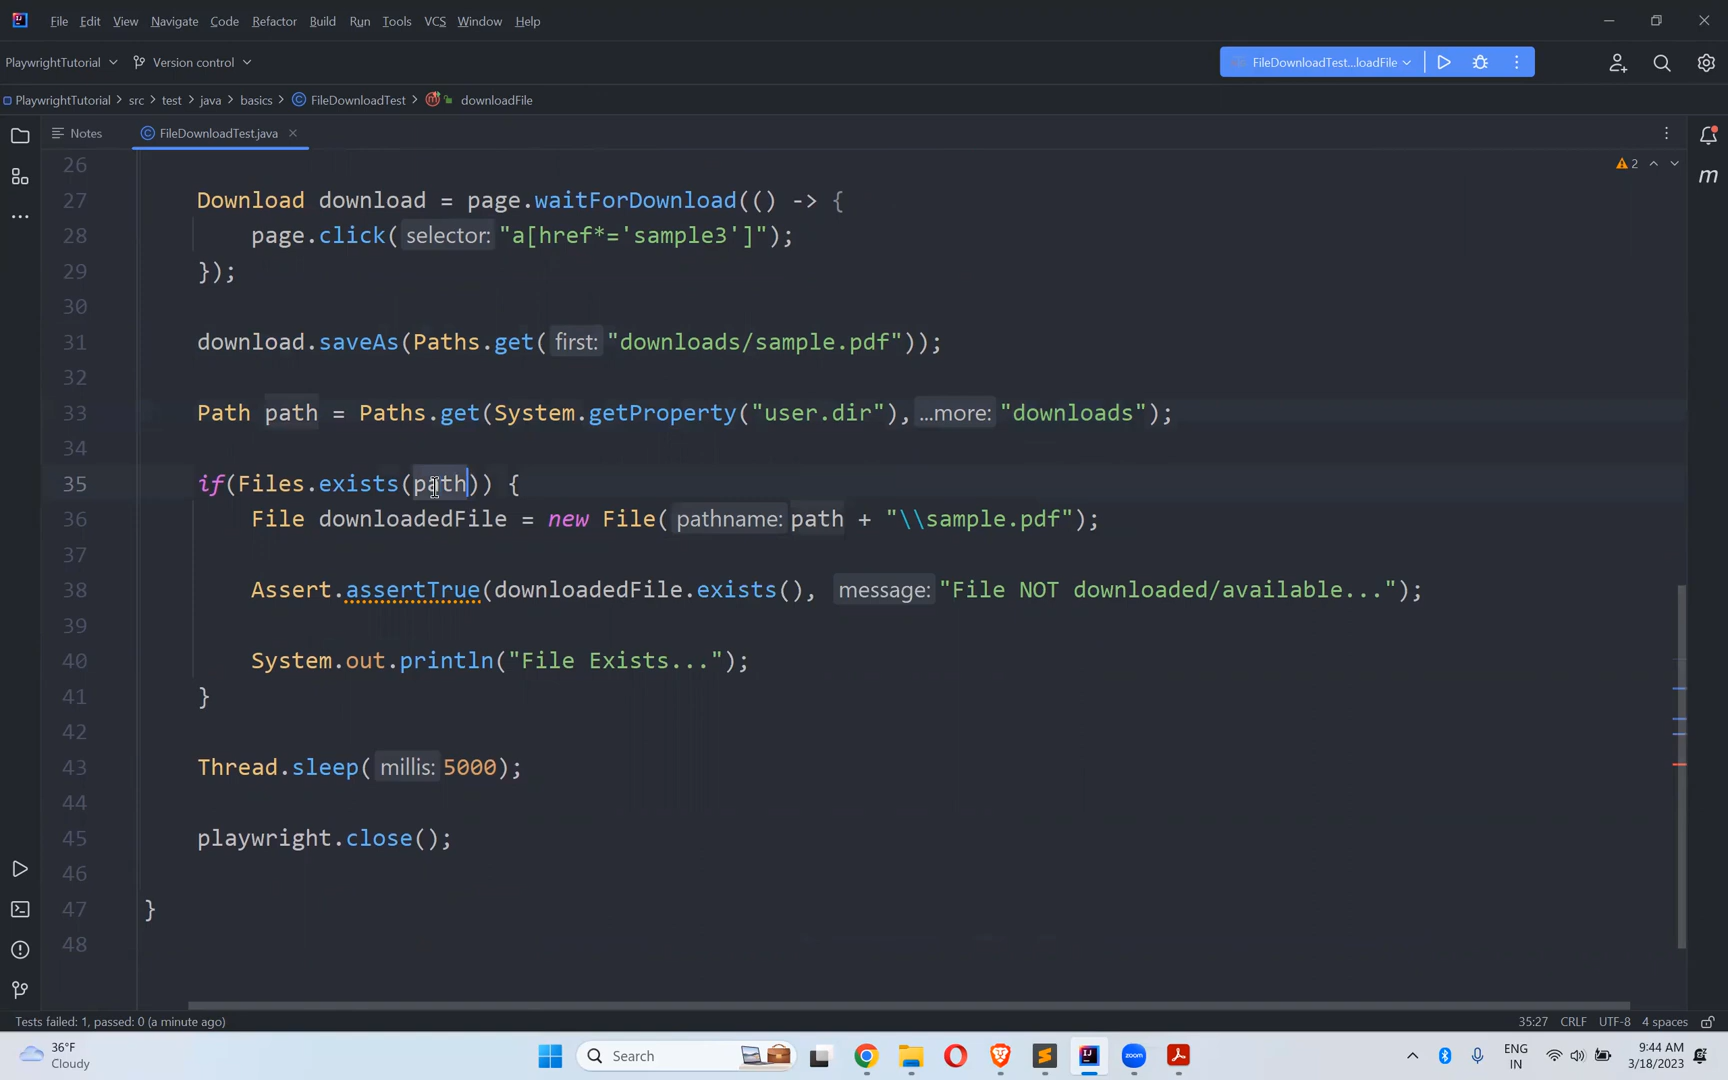 File Edit View Navigate Code Refactor Build Run Tools VCS Window Help
PlaywrightTutorial Version control FileDownloadTest...loadFile
PlaywrightTutorial > src > test > java > basics > FileDownloadTest > downloadFile
Notes FileDownloadTest.java
26 2
27 Download download = page.waitForDownload(() -> {
28 page.click( selector: "a[href*='sample3']");
29 });
30
31 download.saveAs(Paths.get( first: "downloads/sample.pdf"));
32
33 Path path = Paths.get(System.getProperty("user.dir"), ...more: "downloads");
34
35 if(Files.exists(path)) {
36 File downloadedFile = new File( pathname: path + "\\sample.pdf");
37
38 Assert.assertTrue(downloadedFile.exists(), message: "File NOT downloaded/available...");
39
40 System.out.println("File Exists...");
41 }
42
43 Thread.sleep( millis: 5000);
44
45 playwright.close();
46
47 }
48
Tests failed: 1, passed: 0 (a minute ago) 35:27 CRLF UTF-8 4 spaces
36°F
Cloudy
Search
zoom
ENG
IN
9:44 AM
3/18/2023